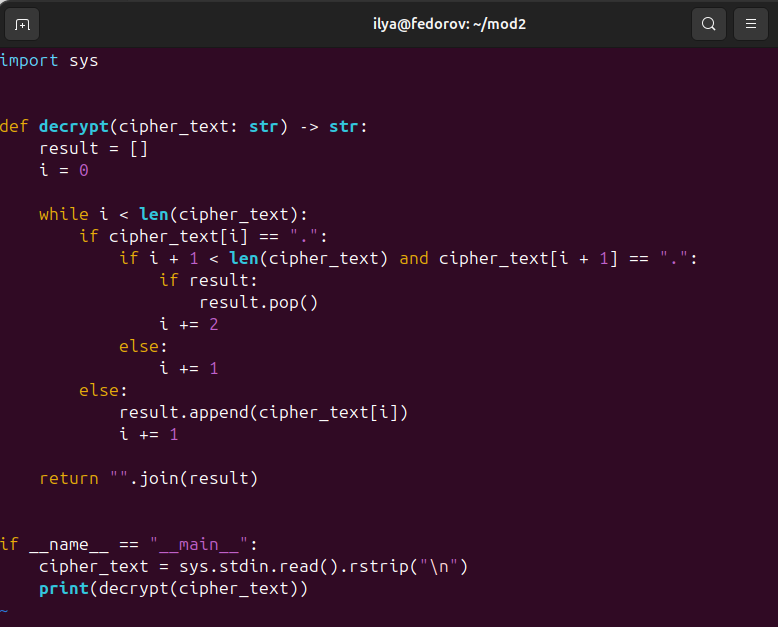 ilya@fedorov: ~/mod2
import sys
def decrypt(cipher_text: str) -> str:
    result = []
    i = 0
    while i < len(cipher_text):
        if cipher_text[i] == ".":
            if i + 1 < len(cipher_text) and cipher_text[i + 1] == ".":
                if result:
                    result.pop()
                i += 2
            else:
                i += 1
        else:
            result.append(cipher_text[i])
            i += 1
    return "".join(result)
if __name__ == "__main__":
    cipher_text = sys.stdin.read().rstrip("\n")
    print(decrypt(cipher_text))
~